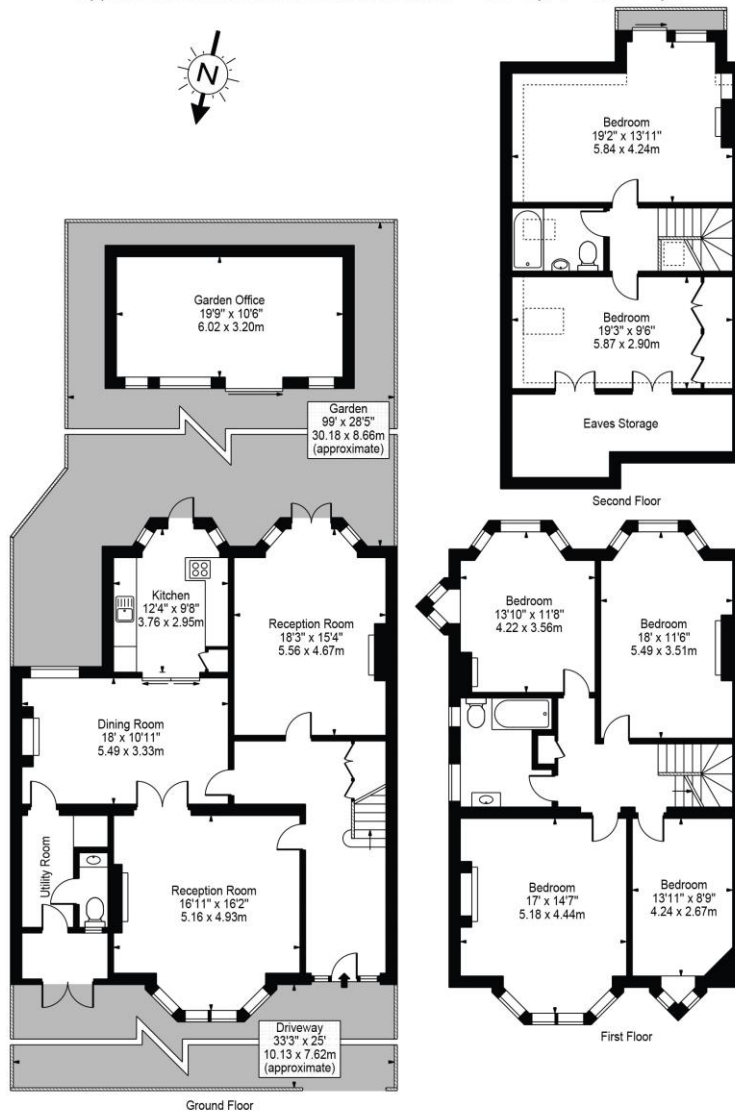 N
Bedroom
19'2" x 13'11"
5.84 x 4.24m
Bedroom
19'3" x 9'6"
5.87 x 2.90m
Eaves Storage
Second Floor
Garden Office
19'9" x 10'6"
6.02 x 3.20m
Garden
99' x 28'5"
30.18 x 8.66m
(approximate)
Kitchen
12'4" x 9'8"
3.76 x 2.95m
Reception Room
18'3" x 15'4"
5.56 x 4.67m
Dining Room
18' x 10'11"
5.49 x 3.33m
Utility Room
Reception Room
16'11" x 16'2"
5.16 x 4.93m
Driveway
33'3" x 25'
10.13 x 7.62m
(approximate)
Ground Floor
Bedroom
13'10" x 11'8"
4.22 x 3.56m
Bedroom
18' x 11'6"
5.49 x 3.51m
Bedroom
17' x 14'7"
5.18 x 4.44m
Bedroom
13'11" x 8'9"
4.24 x 2.67m
First Floor